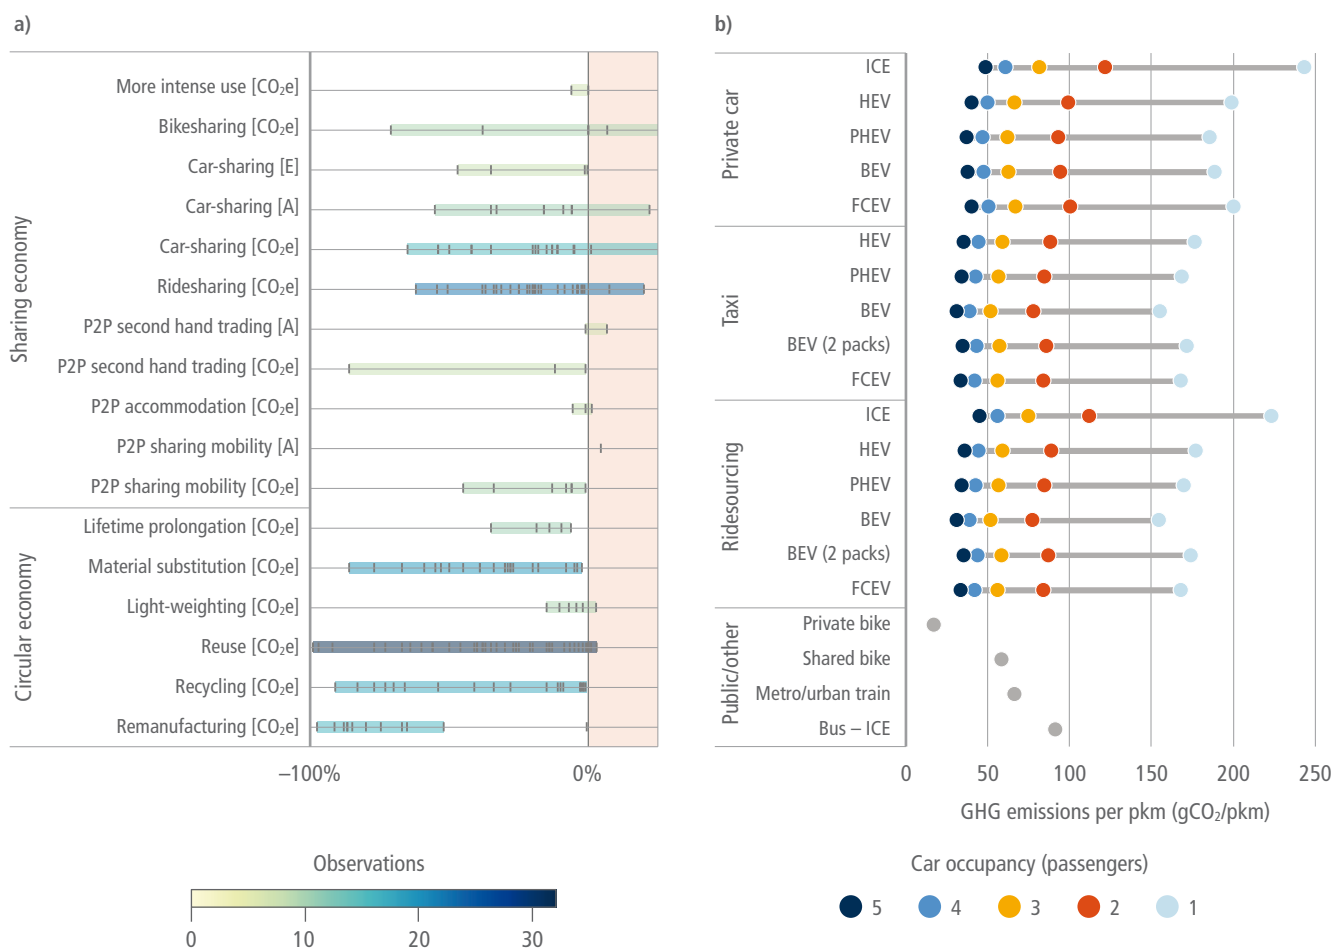 a)
Sharing economy
More intense use [CO₂e]
Bikesharing [CO₂e]
Car-sharing [E]
Car-sharing [A]
Car-sharing [CO₂e]
Ridesharing [CO₂e]
P2P second hand trading [A]
P2P second hand trading [CO₂e]
P2P accommodation [CO₂e]
P2P sharing mobility [A]
P2P sharing mobility [CO₂e]
Circular economy
Lifetime prolongation [CO₂e]
Material substitution [CO₂e]
Light-weighting [CO₂e]
Reuse [CO₂e]
Recycling [CO₂e]
Remanufacturing [CO₂e]
–100% 0%
Observations
0 10 20 30
b)
Private car
ICE
HEV
PHEV
BEV
FCEV
Taxi
HEV
PHEV
BEV
BEV (2 packs)
FCEV
Ridesourcing
ICE
HEV
PHEV
BEV
BEV (2 packs)
FCEV
Public/other
Private bike
Shared bike
Metro/urban train
Bus – ICE
0 50 100 150 200 250
GHG emissions per pkm (gCO₂/pkm)
Car occupancy (passengers)
5 4 3 2 1